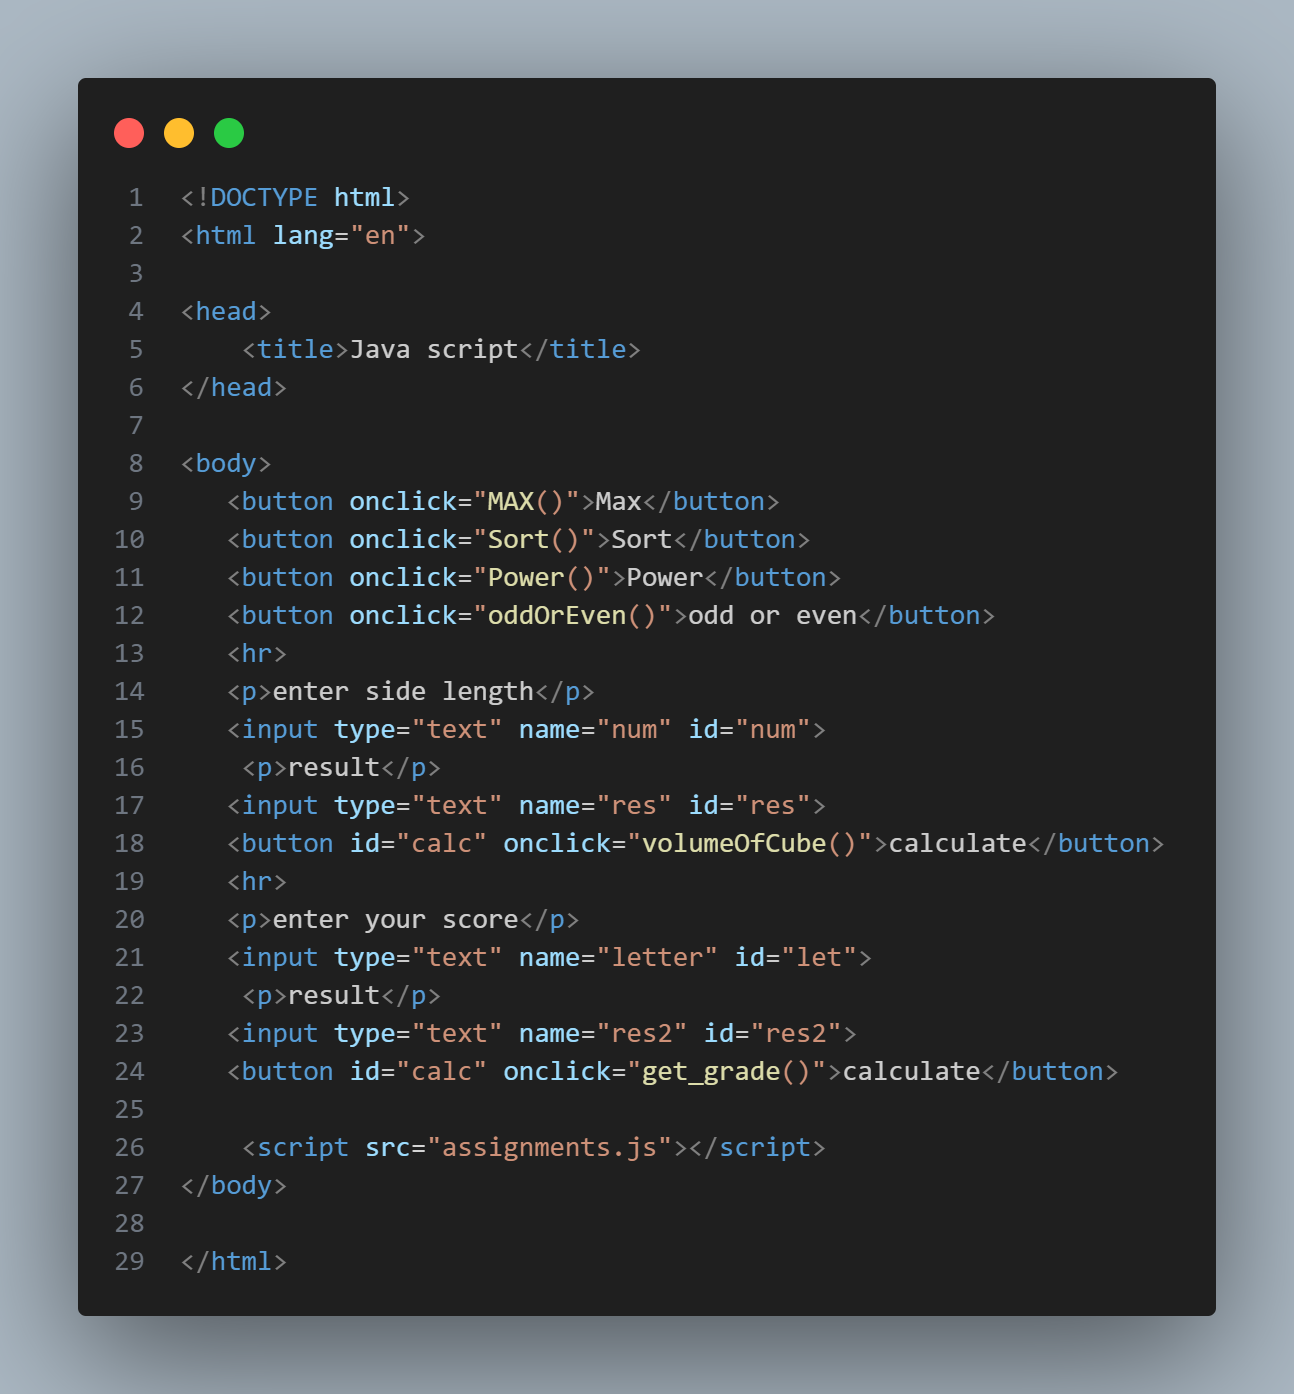 1 <!DOCTYPE html>
2 <html lang="en">
3
4 <head>
5     <title>Java script</title>
6 </head>
7
8 <body>
9    <button onclick="MAX()">Max</button>
10    <button onclick="Sort()">Sort</button>
11    <button onclick="Power()">Power</button>
12    <button onclick="oddOrEven()">odd or even</button>
13    <hr>
14    <p>enter side length</p>
15    <input type="text" name="num" id="num">
16     <p>result</p>
17    <input type="text" name="res" id="res">
18    <button id="calc" onclick="volumeOfCube()">calculate</button>
19    <hr>
20    <p>enter your score</p>
21    <input type="text" name="letter" id="let">
22     <p>result</p>
23    <input type="text" name="res2" id="res2">
24    <button id="calc" onclick="get_grade()">calculate</button>
25
26     <script src="assignments.js"></script>
27 </body>
28
29 </html>